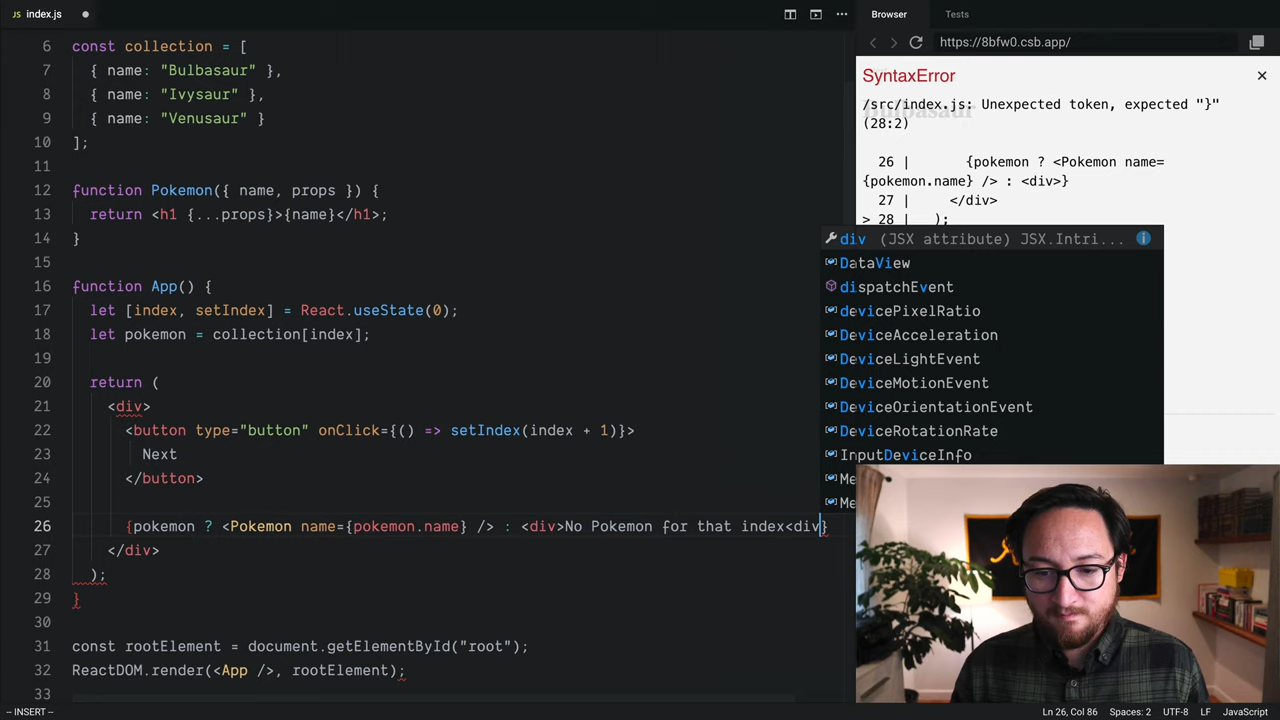 JS index.js
6 const collection = [
7 { name: "Bulbasaur" },
8 { name: "Ivysaur" },
9 { name: "Venusaur" }
10 ];
11
12 function Pokemon({ name, props }) {
13 return <h1 {...props}>{name}</h1>;
14 }
15
16 function App() {
17 let [index, setIndex] = React.useState(0);
18 let pokemon = collection[index];
19
20 return (
21 <div>
22 <button type="button" onClick={() => setIndex(index + 1)}>
23 Next
24 </button>
25
26 {pokemon ? <Pokemon name={pokemon.name} /> : <div>No Pokemon for that index<div}
27 </div>
28 );
29 }
30
31 const rootElement = document.getElementById("root");
32 ReactDOM.render(<App />, rootElement);
33
-- INSERT --
Browser Tests
https://8bfw0.csb.app/
SyntaxError
/src/index.js: Unexpected token, expected "}"
Bulbasaur
(28:2)
26 | {pokemon ? <Pokemon name=
{pokemon.name} /> : <div>}
27 | </div>
> 28 | );
div (JSX attribute) JSX.Intri...
DataView
dispatchEvent
devicePixelRatio
DeviceAcceleration
DeviceLightEvent
DeviceMotionEvent
DeviceOrientationEvent
DeviceRotationRate
InputDeviceInfo
Me
Me
Ln 26, Col 86 Spaces: 2 UTF-8 LF JavaScript